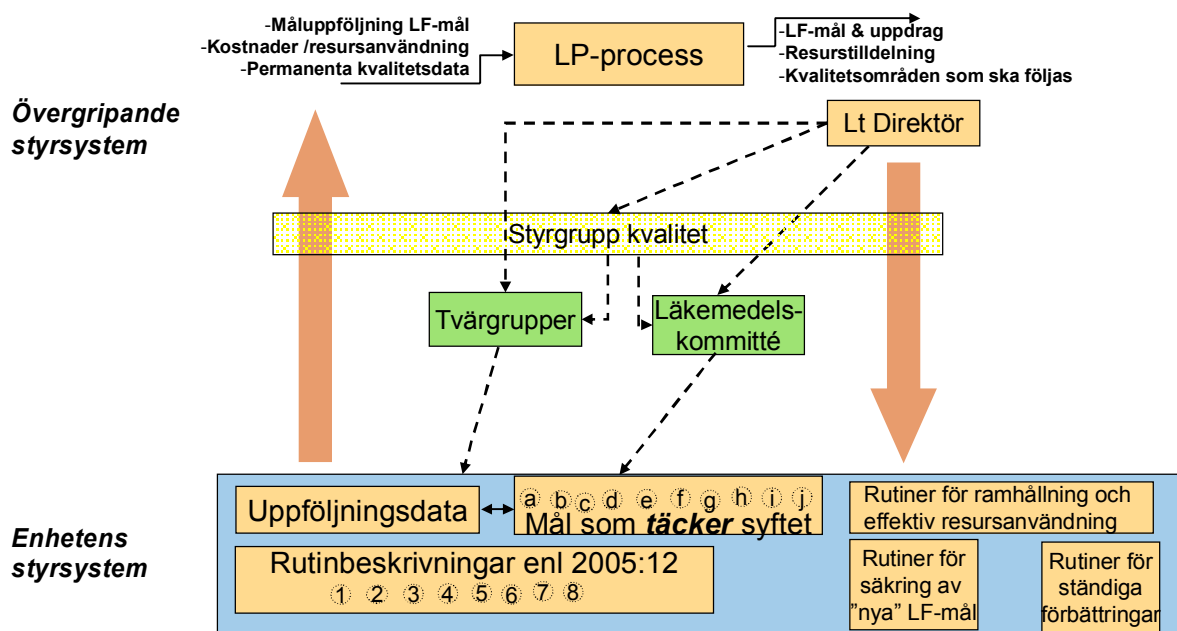 -Måluppföljning LF-mål
-Kostnader /resursanvändning
-Permanenta kvalitetsdata
LP-process
-LF-mål & uppdrag
-Resurstilldelning
-Kvalitetsområden som ska följas
Övergripande
styrsystem
Lt Direktör
Styrgrupp kvalitet
Tvärgrupper
Läkemedels-
kommitté
Enhetens
styrsystem
Uppföljningsdata
a b c d e f g h i j
Mål som täcker syftet
Rutinbeskrivningar enl 2005:12
1 2 3 4 5 6 7 8
Rutiner för ramhållning och
effektiv resursanvändning
Rutiner för
säkring av
”nya” LF-mål
Rutiner för
ständiga
förbättringar